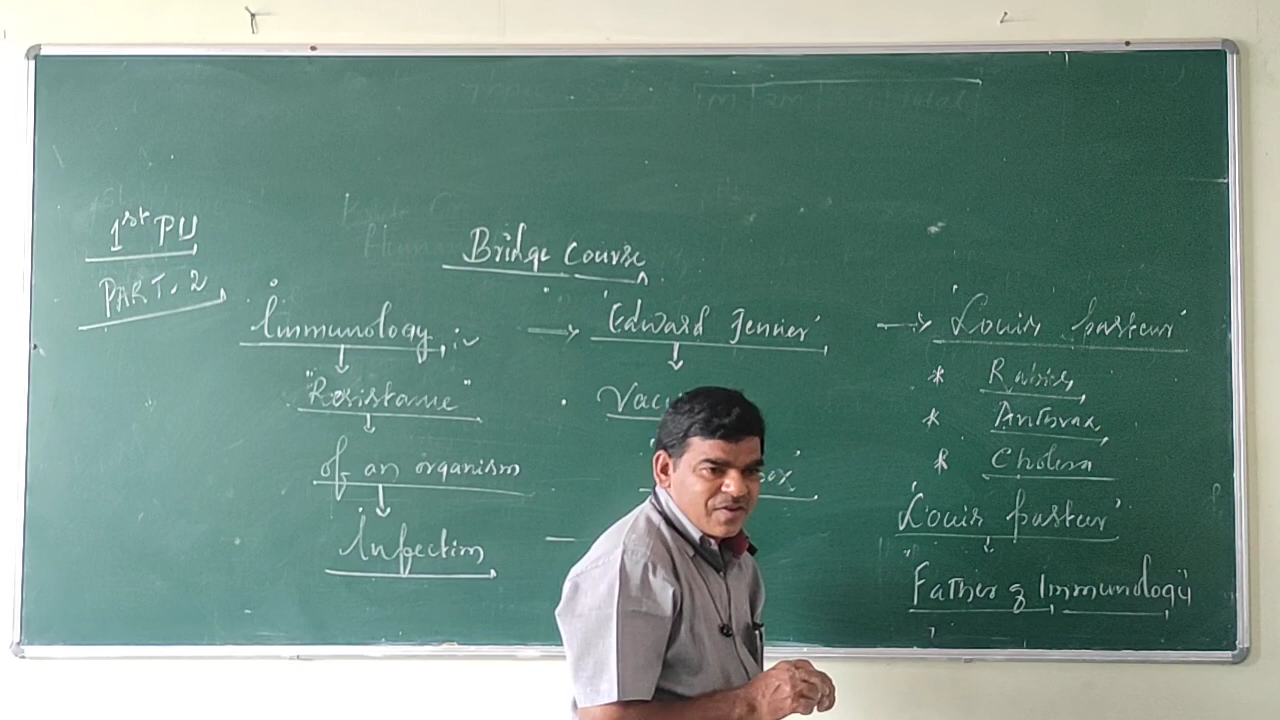 1st PU
PART. 2
Bridge Course
Immunology,
"Resistance"
of an organism
Infection
→ 'Edward Jenner'
Vac
ox'
→ 'Louis pasteur'
* Rabies,
* Anthrax,
* Cholera
'Louis pasteur'
"Father of Immunology"